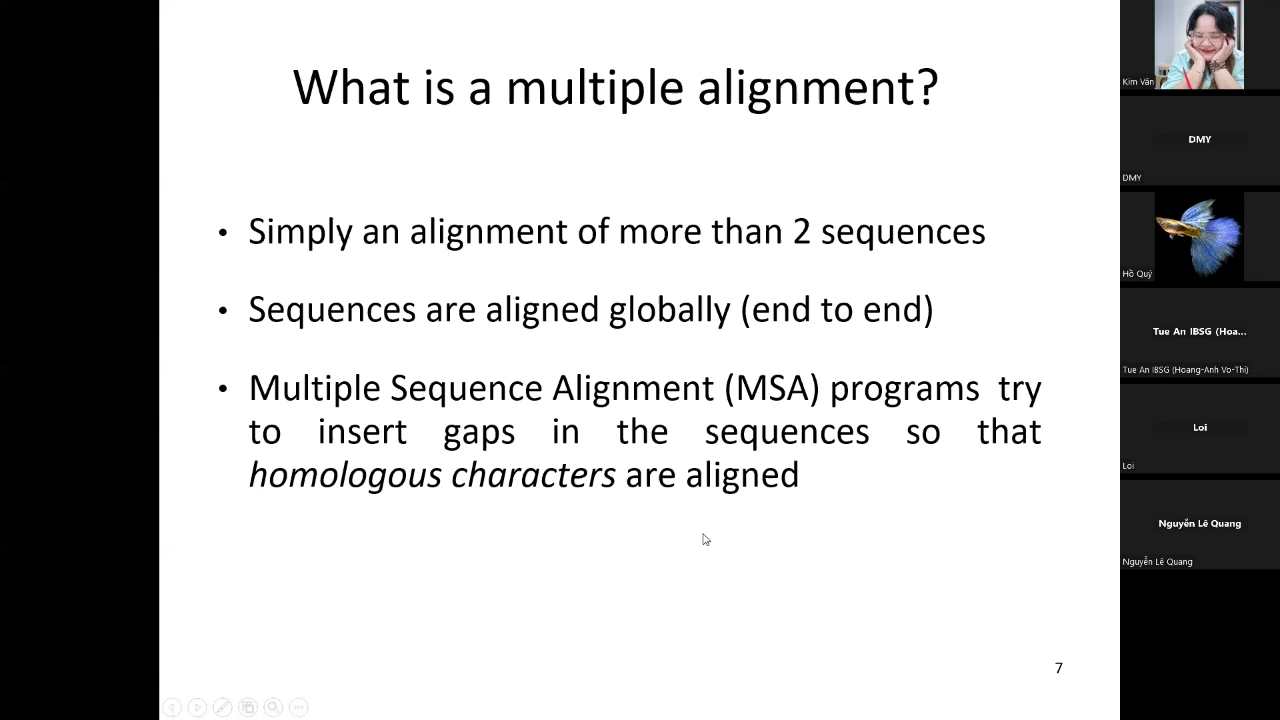 What is a multiple alignment?
• Simply an alignment of more than 2 sequences
• Sequences are aligned globally (end to end)
• Multiple Sequence Alignment (MSA) programs try
to insert gaps in the sequences so that
homologous characters are aligned
7
Kim Vân
DMY
DMY
Hồ Quý
Tue An IBSG (Hoa...
Tue An IBSG (Hoang-Anh Vo-Thi)
Loi
Loi
Nguyễn Lê Quang
Nguyễn Lê Quang